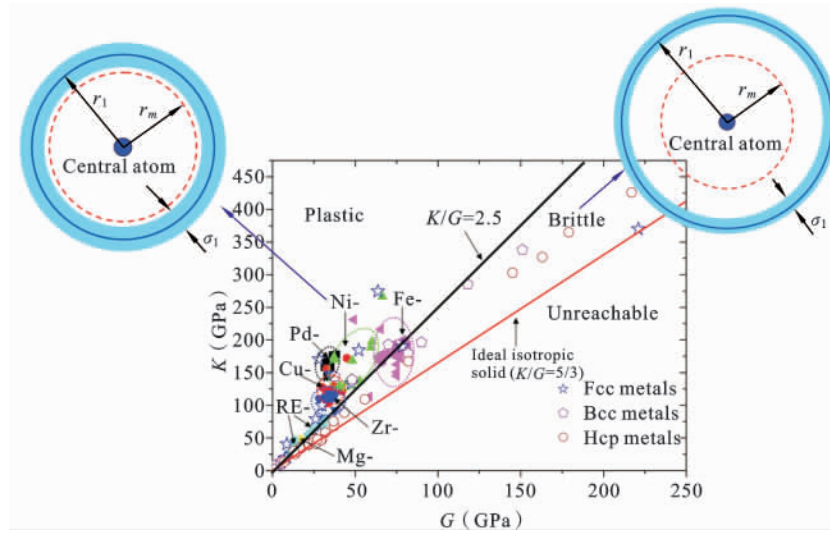 r₁
rₘ
Central atom
σ₁
r₁
rₘ
Central atom
σ₁
Plastic
K/G=2.5
Brittle
Unreachable
Ideal isotropic
solid (K/G=5/3)
Ni-
Fe-
Pd-
Cu-
RE-
Zr-
Mg-
Fcc metals
Bcc metals
Hcp metals
K (GPa)
450
400
350
300
250
200
150
100
50
0
0
50
100
150
200
250
G (GPa)